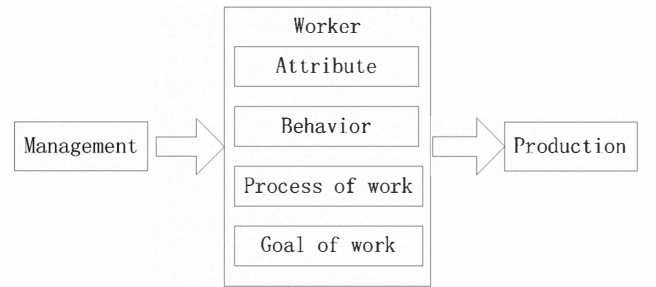 Worker
Attribute
Behavior
Management
Production
Process of work
Goal of work